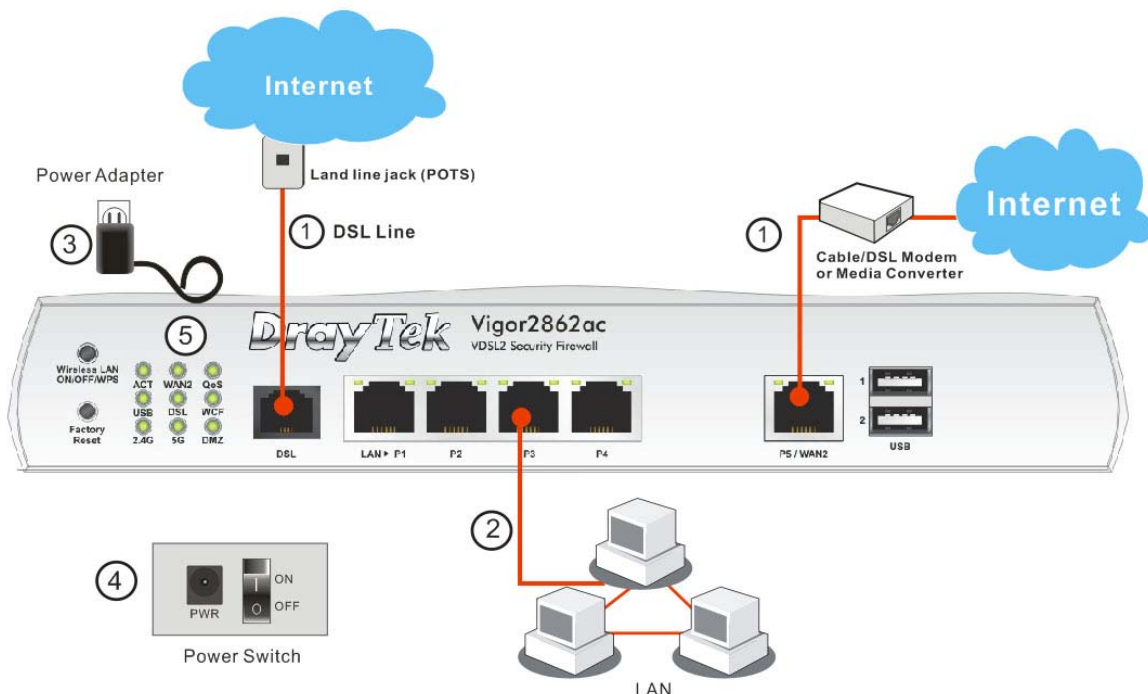 Internet
Land line jack (POTS)
Power Adapter
3
1 DSL Line
Internet
1
Cable/DSL Modem
or Media Converter
5
DrayTek
Vigor2862ac
VDSL2 Security Firewall
Wireless LAN
ON/OFF/WPS
Factory
Reset
ACT WAN2 QoS
USB DSL WCF
2.4G 5G DMZ
DSL
LAN▶ P1 P2 P3 P4
P5 / WAN2
1
2
USB
2
4
PWR
ON
OFF
I
O
Power Switch
LAN